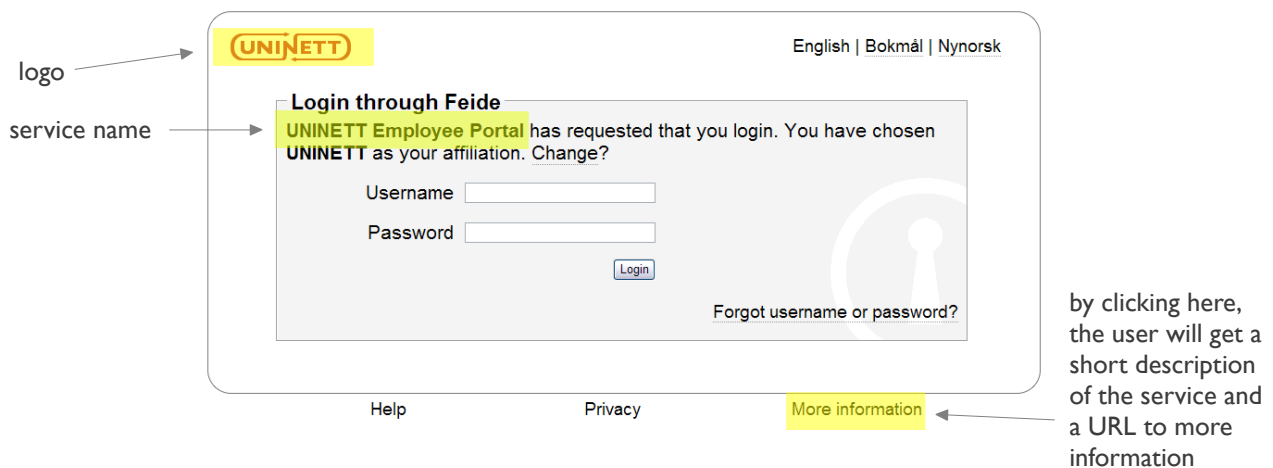 UNINETT
English | Bokmål | Nynorsk
logo
Login through Feide
service name
UNINETT Employee Portal has requested that you login. You have chosen
UNINETT as your affiliation. Change?
Username
Password
Login
Forgot username or password?
by clicking here,
the user will get a
short description
of the service and
a URL to more
information
Help Privacy More information